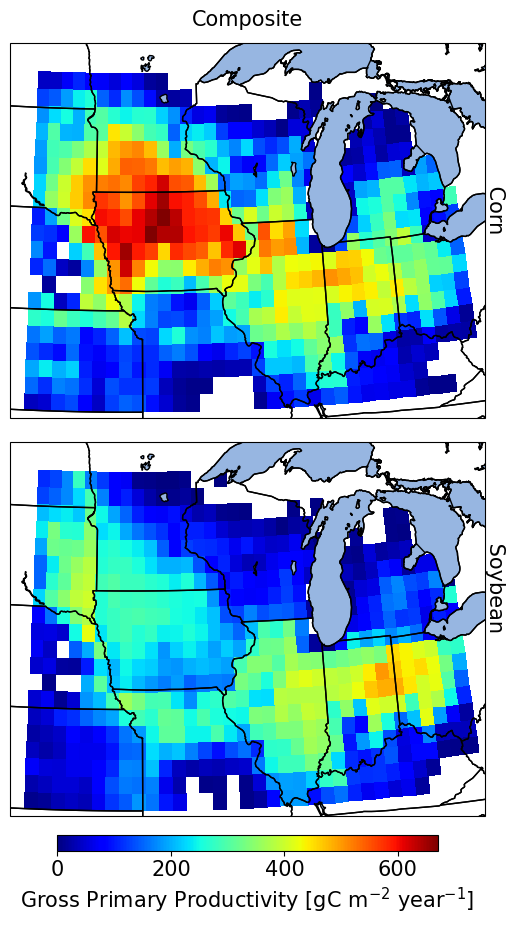 Composite
Corn
Soybean
0 200 400 600
Gross Primary Productivity [gC m⁻² year⁻¹]